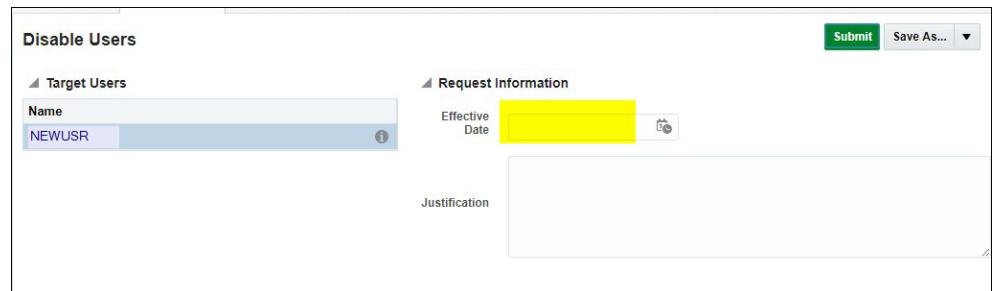 Disable Users
Submit
Save As...
Target Users
Name
NEWUSR
Request Information
Effective
Date
Justification